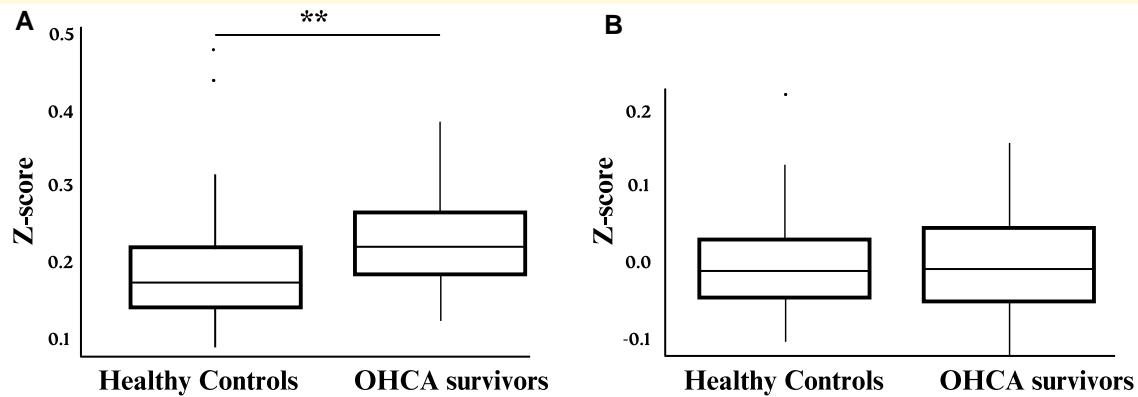 A
**
Z-score
0.5
0.4
0.3
0.2
0.1
Healthy Controls
OHCA survivors
B
Z-score
0.2
0.1
0.0
-0.1
Healthy Controls
OHCA survivors